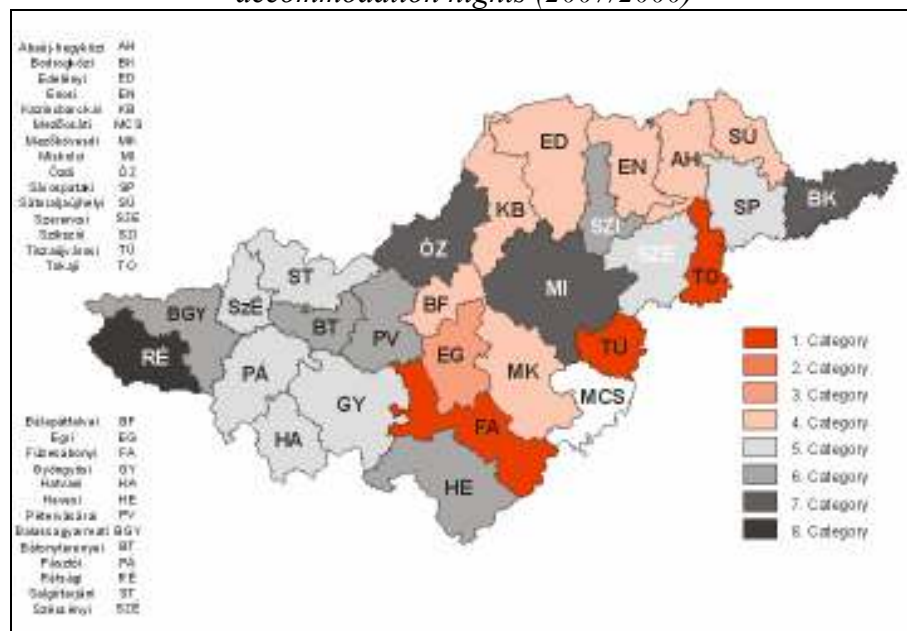 accommodation nights (2007/2000)
Abaúj-hegyközi AH
Bodrogközi BH
Edelényi ED
Encsi EN
Kazincbarcikai KB
Mezőcsáti MCS
Mezőkövesdi MK
Miskolci MI
Ózdi ÓZ
Sárospataki SP
Sátoraljaújhelyi SÚ
Szerencsi SZE
Szikszói SZI
Tiszaújvárosi TÚ
Tokaji TO
ED
EN
AH
SÚ
KB
SZI
SP
BK
ÓZ
SZE
TO
ST
MI
BF
SzÉ
BGY
BT
PV
TÚ
RÉ
EG
PÁ
MK
MCS
GY
FA
HA
HE
1. Category
2. Category
3. Category
4. Category
5. Category
6. Category
7. Category
8. Category
Bélapátfalvai BF
Egri EG
Füzesabonyi FA
Gyöngyösi GY
Hatvani HA
Hevesi HE
Pétervásárai PV
Balassagyarmati BGY
Bátonyterenyei BT
Pásztói PÁ
Rétsági RÉ
Salgótarjáni ST
Szécsényi SZÉ